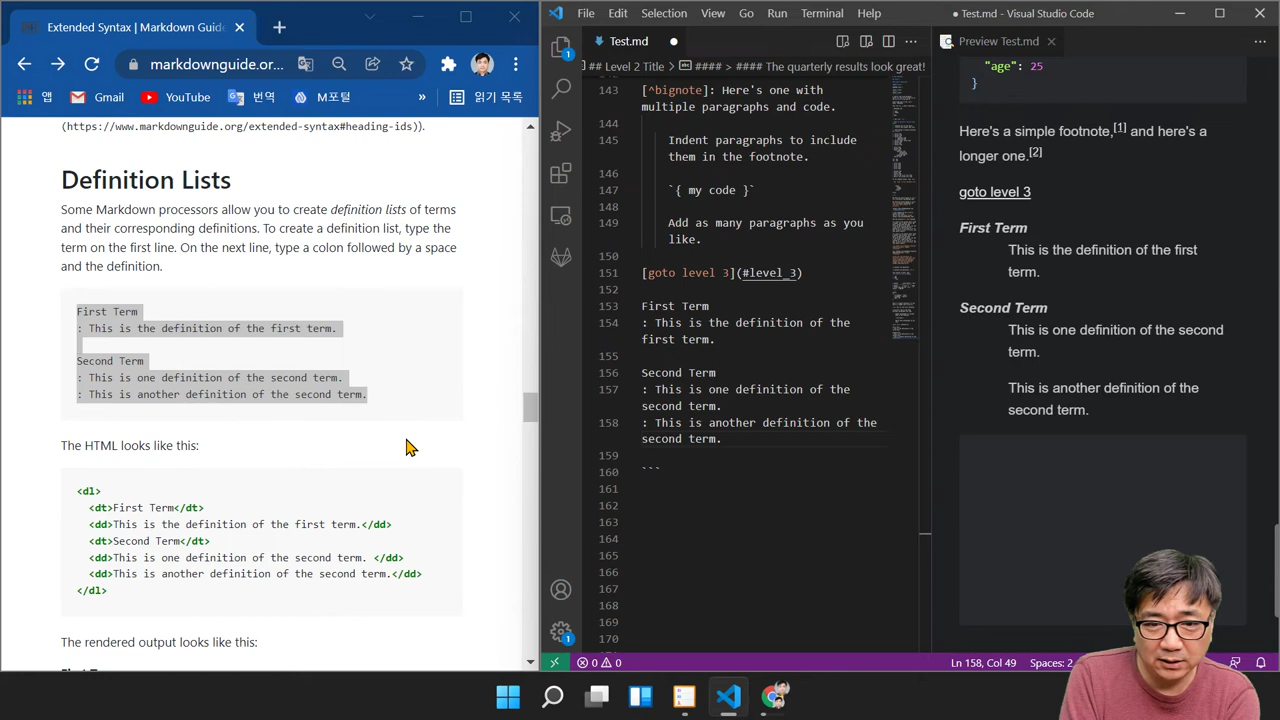 Extended Syntax | Markdown Guide
markdownguide.or...
앱
Gmail
YouTube
번역
M포털
»
읽기 목록
(https://www.markdownguide.org/extended-syntax#heading-ids)).
Definition Lists
Some Markdown processors allow you to create definition lists of terms
and their corresponding definitions. To create a definition list, type the
term on the first line. On the next line, type a colon followed by a space
and the definition.
First Term
: This is the definition of the first term.
Second Term
: This is one definition of the second term.
: This is another definition of the second term.
The HTML looks like this:
<dl>
<dt>First Term</dt>
<dd>This is the definition of the first term.</dd>
<dt>Second Term</dt>
<dd>This is one definition of the second term. </dd>
<dd>This is another definition of the second term.</dd>
</dl>
The rendered output looks like this:
File Edit Selection View Go Run Terminal Help
● Test.md - Visual Studio Code
Test.md
## Level 2 Title > #### > #### The quarterly results look great!
143 [^bignote]: Here's one with
multiple paragraphs and code.
144
145 Indent paragraphs to include
them in the footnote.
146
147 `{ my code }`
148
149 Add as many paragraphs as you
like.
150
151 [goto level 3](#level_3)
152
153 First Term
154 : This is the definition of the
first term.
155
156 Second Term
157 : This is one definition of the
second term.
158 : This is another definition of the
second term.
159
160 ```
161
162
163
164
165
166
167
168
169
170
Preview Test.md
"age": 25
}
Here's a simple footnote,[1] and here's a
longer one.[2]
goto level 3
First Term
This is the definition of the first
term.
Second Term
This is one definition of the second
term.
This is another definition of the
second term.
1
1
0 0
Ln 158, Col 49 Spaces: 2